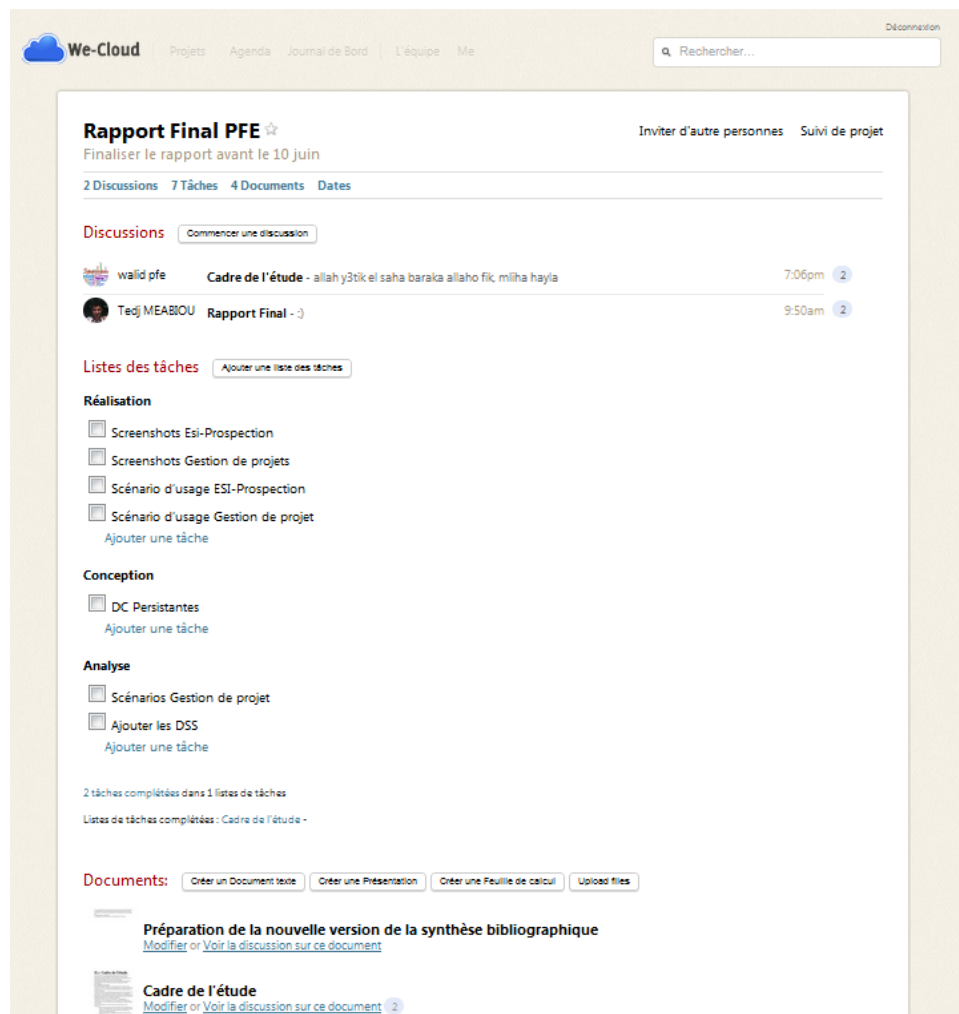 Déconnexion
We-Cloud Projets Agenda Journal de Bord L'équipe Me Rechercher...
Rapport Final PFE Inviter d'autre personnes Suivi de projet
Finaliser le rapport avant le 10 juin
2 Discussions 7 Tâches 4 Documents Dates
Discussions Commencer une discussion
walid pfe Cadre de l'étude - allah y3tik el saha baraka allaho fik, mliha hayla 7:06pm 2
Tedj MEABIOU Rapport Final - :) 9:50am 2
Listes des tâches Ajouter une liste des tâches
Réalisation
Screenshots Esi-Prospection
Screenshots Gestion de projets
Scénario d'usage ESI-Prospection
Scénario d'usage Gestion de projet
Ajouter une tâche
Conception
DC Persistantes
Ajouter une tâche
Analyse
Scénarios Gestion de projet
Ajouter les DSS
Ajouter une tâche
2 tâches complétées dans 1 listes de tâches
Listes de tâches complétées : Cadre de l'étude -
Documents: Créer un Document texte Créer une Présentation Créer une Feuille de calcul Upload files
Préparation de la nouvelle version de la synthèse bibliographique
Modifier or Voir la discussion sur ce document
Cadre de l'étude
Modifier or Voir la discussion sur ce document 2